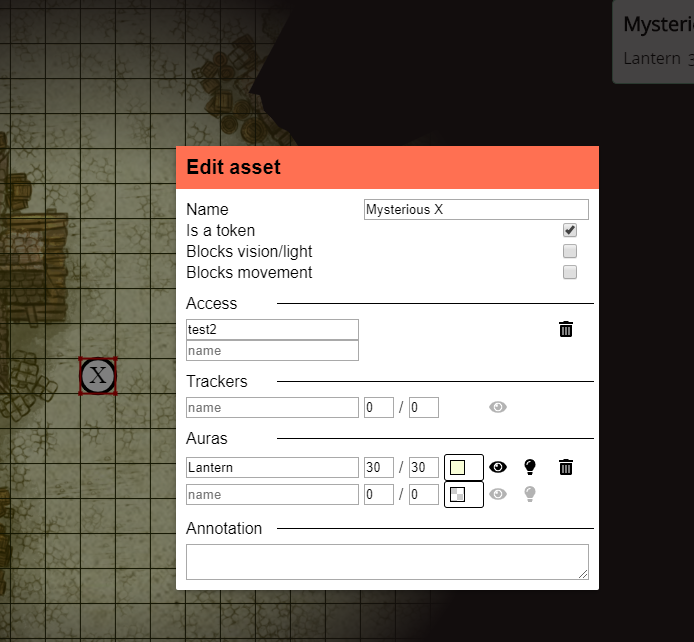 Mysteri
Lantern 3
Edit asset
Name Mysterious X
Is a token
Blocks vision/light
Blocks movement
Access
test2
name
X
Trackers
name 0 / 0
Auras
Lantern 30 / 30
name 0 / 0
Annotation